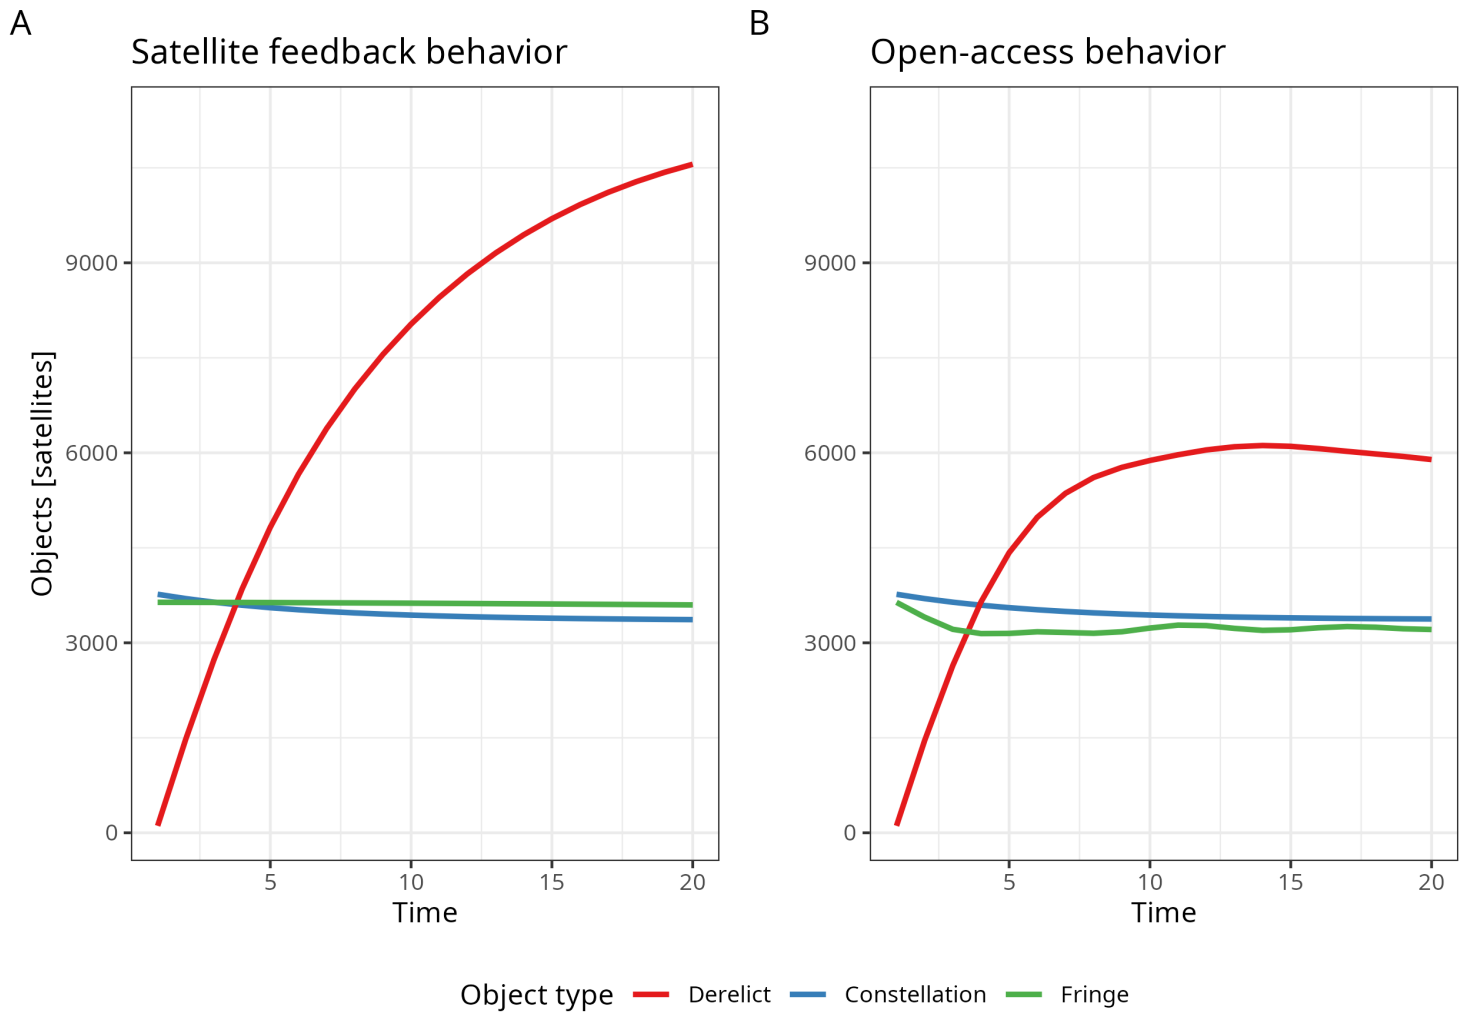 A
Satellite feedback behavior
Objects [satellites]
9000
6000
3000
0
5 10 15 20
Time
B
Open-access behavior
9000
6000
3000
0
5 10 15 20
Time
Object type Derelict Constellation Fringe